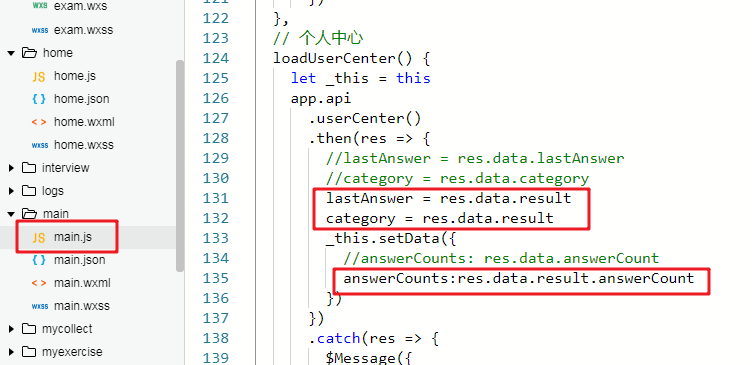 exam.wxs
exam.wxss
home
home.js
home.json
home.wxml
home.wxss
interview
logs
main
main.js
main.json
main.wxml
main.wxss
mycollect
myexercise
121 })
122 },
123 // 个人中心
124 loadUserCenter() {
125 let _this = this
126 app.api
127 .userCenter()
128 .then(res => {
129 //lastAnswer = res.data.lastAnswer
130 //category = res.data.category
131 lastAnswer = res.data.result
132 category = res.data.result
133 _this.setData({
134 //answerCounts: res.data.answerCount
135 answerCounts:res.data.result.answerCount
136 })
137 })
138 .catch(res => {
139 $Message({